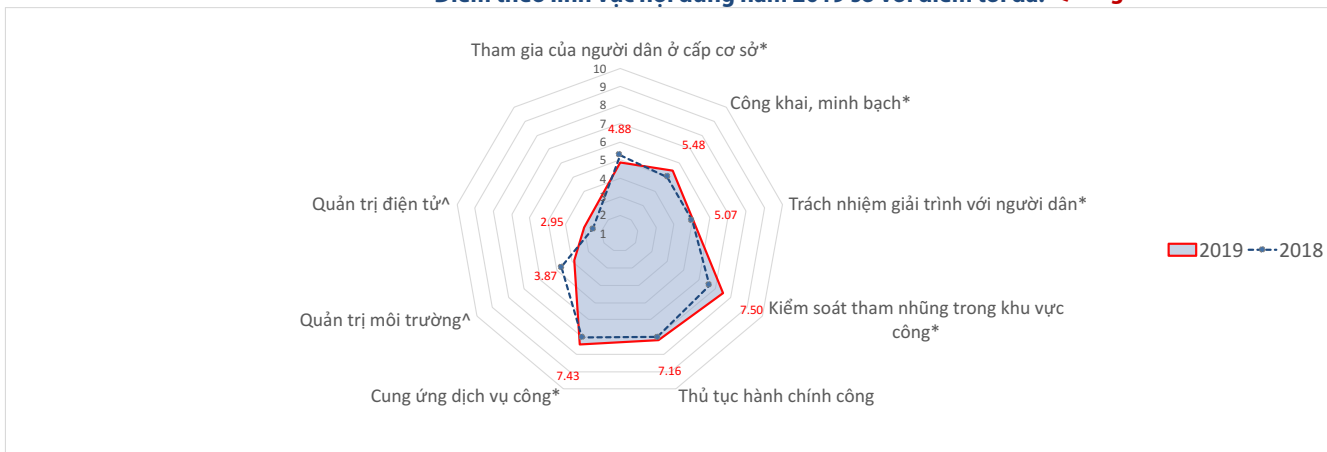 Tham gia của người dân ở cấp cơ sở*
10
9
8
7
6
5
4
3
2
1
4.88
Công khai, minh bạch*
5.48
Trách nhiệm giải trình với người dân*
5.07
Kiểm soát tham nhũng trong khu vực
công*
7.50
Thủ tục hành chính công
7.16
Cung ứng dịch vụ công*
7.43
Quản trị môi trường^
3.87
Quản trị điện tử^
2.95
2019
2018